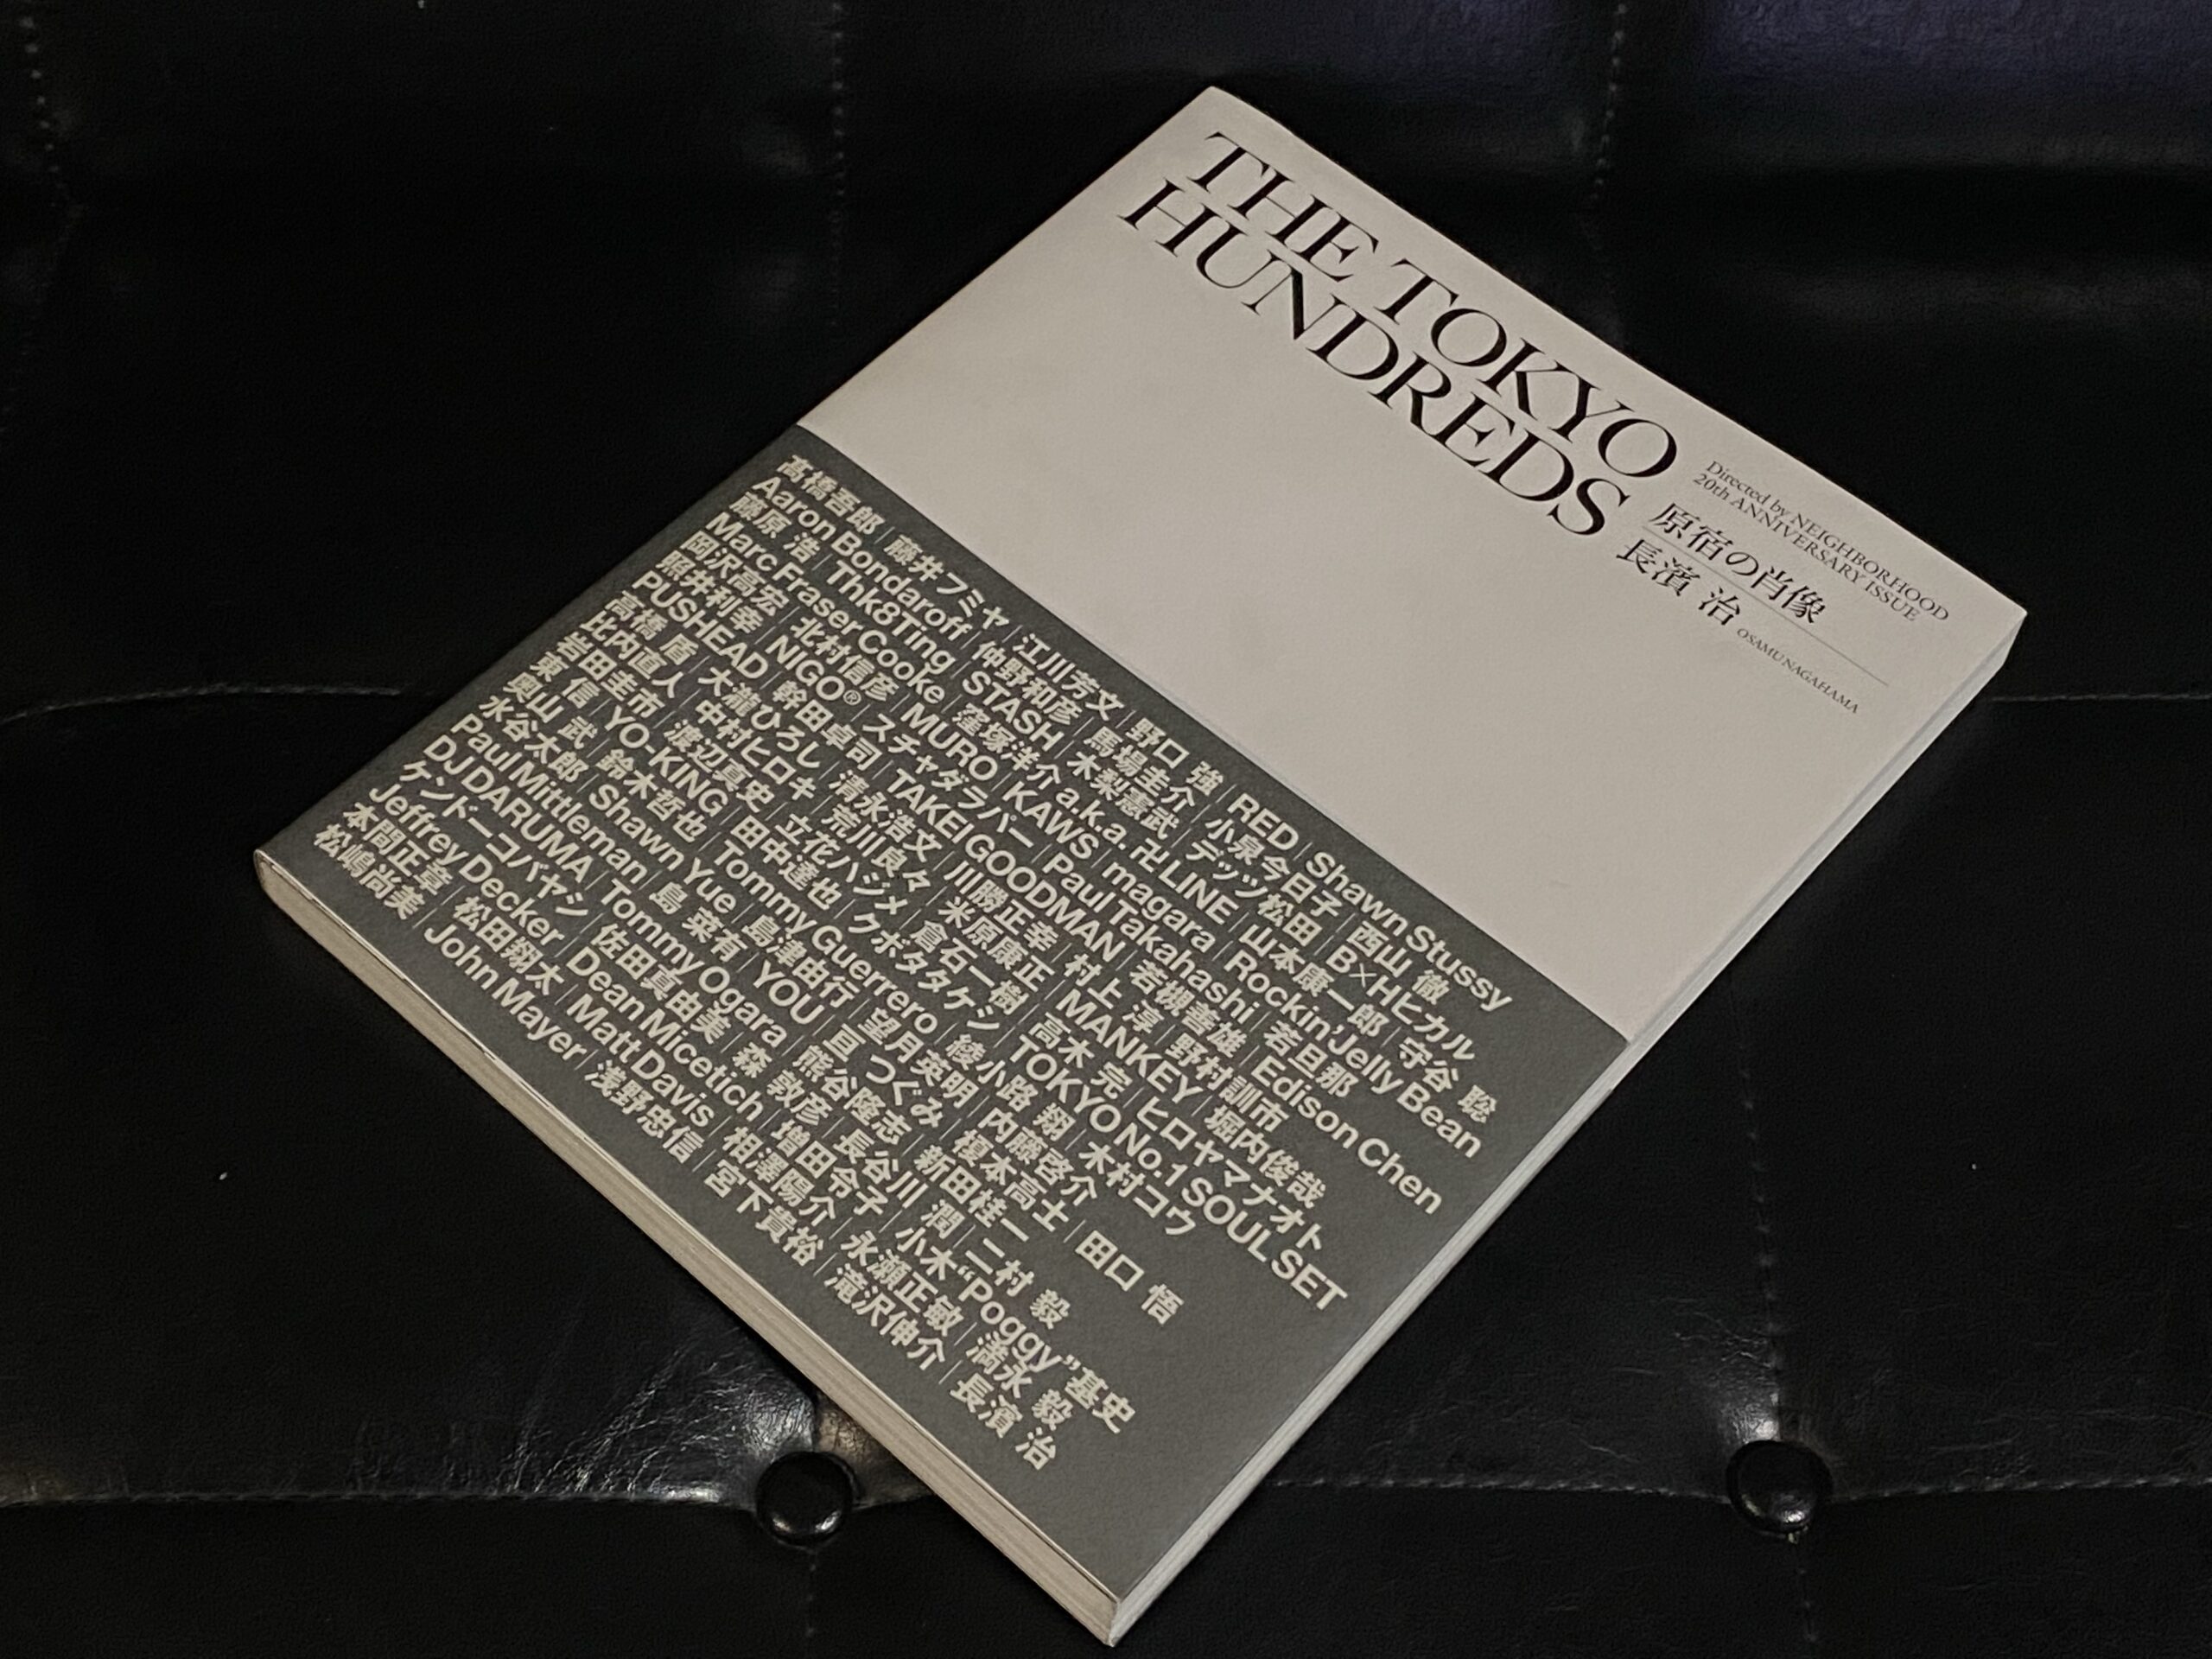 THE TOKYO
HUNDREDS
Directed by NEIGHBORHOOD
20th ANNIVERSARY ISSUE
原宿の肖像
長濱 治 OSAMU NAGAHAMA
髙橋吾郎|藤井フミヤ|江川芳文|野口 強|RED|Shawn Stussy
Aaron Bondaroff|仲野和彦|馬場圭介|小泉今日子|西山 徹
藤原 浩|Thk8Ting|STASH|木梨憲武|デッツ松田|B×Hヒカル
Marc Fraser Cooke|窪塚洋介 a.k.a. 卍LINE|山本康一郎|守谷 聡
岡沢高宏|北村信彦|MURO|KAWS|magara|Rockin'Jelly Bean
照井利幸|NIGO®|スチャダラパー|Paul Takahashi|若旦那
PUSHEAD|幹田卓司|TAKEI GOODMAN|若槻善雄|Edison Chen
高橋 盾|大瀧ひろし|清永浩文|川勝正幸|村上 淳|野村訓市
比内直人|中村ヒロキ|荒川良々|米原康正|MANKEY|堀内俊哉
岩田圭市|渡辺真史|立花ハジメ|倉石一樹|高木 完|ヒロヤマナオト
東 信|YO-KING|田中達也|クボタタケシ|TOKYO No.1 SOUL SET
奥山 武|鈴木哲也|Tommy Guerrero|綾小路 翔|木村コウ
水谷太郎|Shawn Yue|島津由行|望月英明|内藤啓介
Paul Mittleman|島 葉有|YOU|亘 つぐみ|榎本高士|田口 悟
DJ DARUMA|Tommy Ogara|熊谷隆志|新田桂一
ケンドーコバヤシ|佐田真由美|森 敦彦|長谷川 潤|二村 毅
Jeffrey Decker|Dean Micetich|増田令子|小木“Poggy”基史
本間正章|松田翔太|Matt Davis|相澤陽介|永瀬正敏|満永 毅
松嶋尚美|John Mayer|浅野忠信|宮下貴裕|滝沢伸介|長濱 治